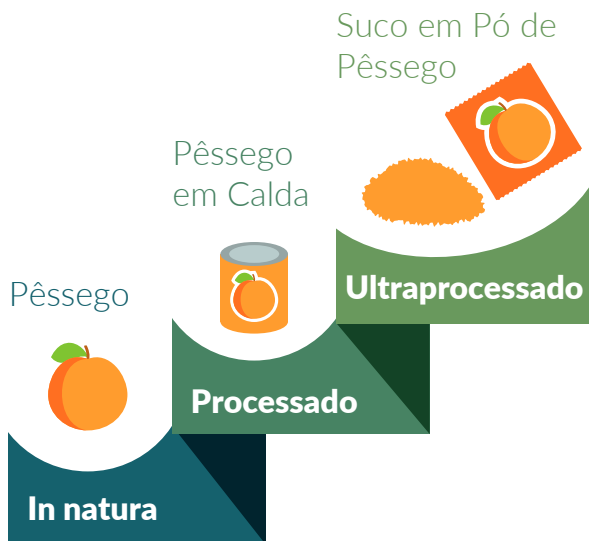 Suco em Pó de
Pêssego
Pêssego
em Calda
Ultraprocessado
Pêssego
Processado
In natura